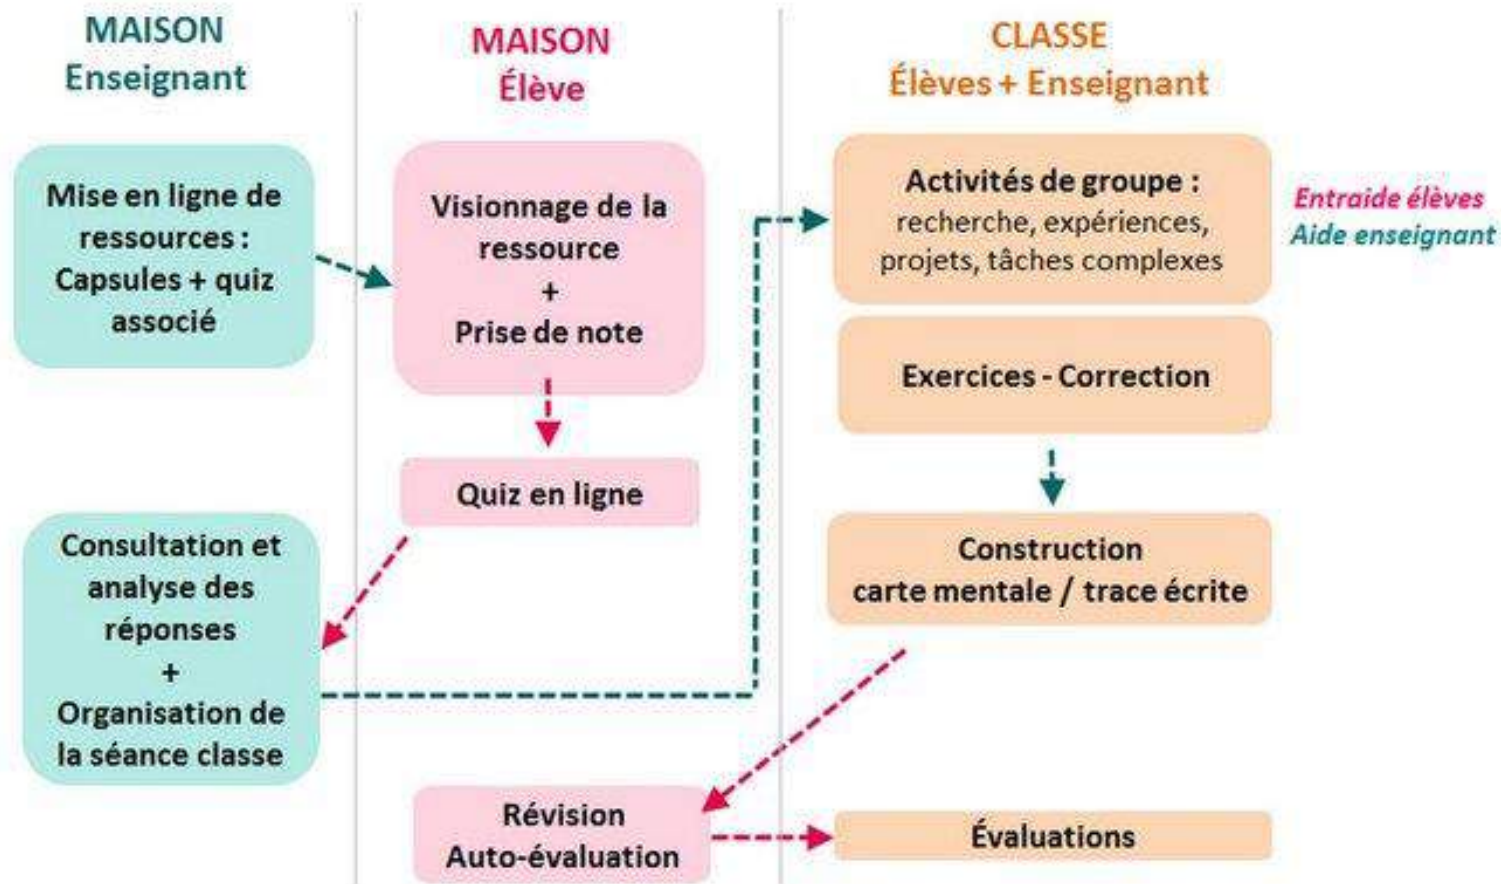 MAISON
Enseignant
MAISON
Élève
CLASSE
Élèves + Enseignant
Mise en ligne de
ressources :
Capsules + quiz
associé
Visionnage de la
ressource
+
Prise de note
Activités de groupe :
recherche, expériences,
projets, tâches complexes
Entraide élèves
Aide enseignant
Exercices - Correction
Quiz en ligne
Consultation et
analyse des
réponses
+
Organisation de
la séance classe
Construction
carte mentale / trace écrite
Révision
Auto-évaluation
Évaluations